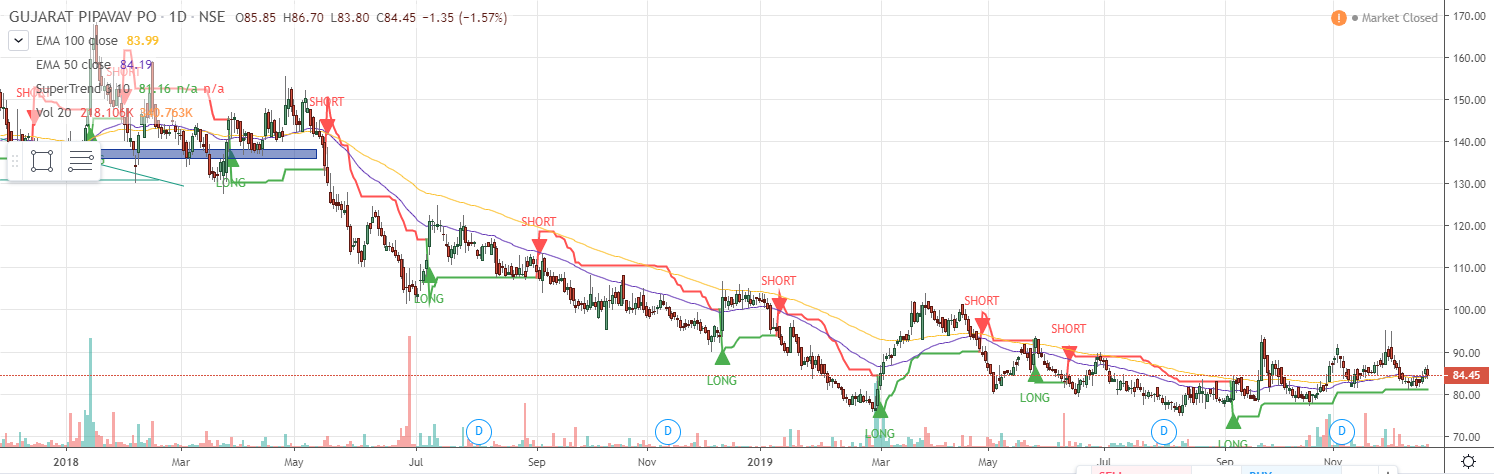 GUJARAT PIPAVAV PO · 1D · NSE O85.85 H86.70 L83.80 C84.45 −1.35 (−1.57%)
! Market Closed
EMA 100 close 83.99
EMA 50 close 84.19
SuperTrend 10 81.16 n/a n/a
Vol 20 218.106K
170.00
160.00
150.00
140.00
130.00
120.00
110.00
100.00
90.00
84.45
80.00
70.00
SHORT
SHORT
LONG
SHORT
LONG
SHORT
LONG
SHORT
LONG
SHORT
LONG
SHORT
LONG
D D D D
2018 Mar May Jul Sep Nov 2019 Mar May Jul Sep Nov
SELL BUY